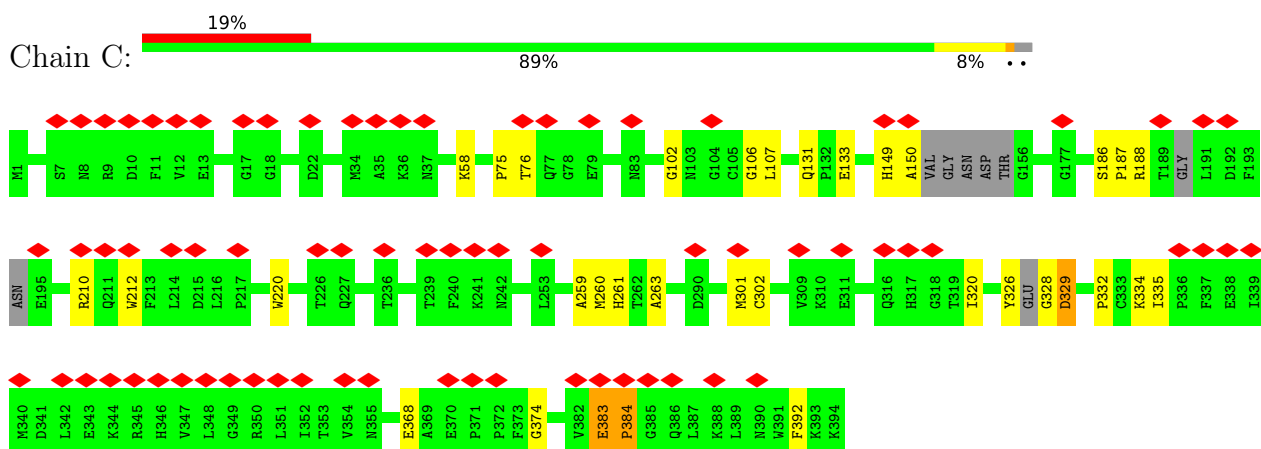 19%
Chain C:
89% 8% • •
M1 S7 N8 R9 D10 F11 V12 E13 G17 G18 D22 M34 A35 K36 N37 K58 P75 T76 Q77 G78 E79 N83 G102 N103 G104 C105 G106 L107 Q131 P132 E133 H149 A150 VAL GLY ASN ASP THR G156 G177 S186 P187 R188 T189 GLY L191 D192 F193
ASN E195 R210 Q211 W212 F213 L214 D215 L216 P217 W220 T226 Q227 T236 T239 F240 K241 N242 L253 A259 M260 H261 T262 A263 D290 M301 C302 V309 K310 E311 Q316 H317 G318 T319 I320 Y326 GLU G328 D329 P332 C333 K334 I335 P336 F337 E338 I339
M340 D341 L342 E343 K344 R345 H346 V347 L348 G349 R350 L351 I352 T353 V354 N355 E368 A369 E370 P371 P372 F373 G374 V382 E383 P384 G385 Q386 L387 K388 L389 N390 W391 F392 K393 K394